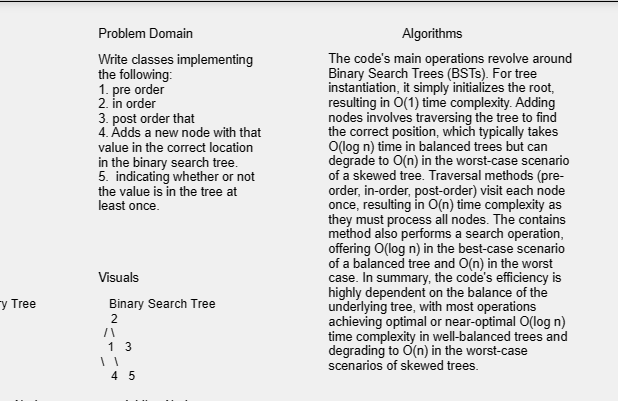 Problem Domain
Write classes implementing
the following:
1. pre order
2. in order
3. post order that
4. Adds a new node with that
value in the correct location
in the binary search tree.
5.  indicating whether or not
the value is in the tree at
least once.
Algorithms
The code's main operations revolve around
Binary Search Trees (BSTs). For tree
instantiation, it simply initializes the root,
resulting in O(1) time complexity. Adding
nodes involves traversing the tree to find
the correct position, which typically takes
O(log n) time in balanced trees but can
degrade to O(n) in the worst-case scenario
of a skewed tree. Traversal methods (pre-
order, in-order, post-order) visit each node
once, resulting in O(n) time complexity as
they must process all nodes. The contains
method also performs a search operation,
offering O(log n) in the best-case scenario
of a balanced tree and O(n) in the worst
case. In summary, the code's efficiency is
highly dependent on the balance of the
underlying tree, with most operations
achieving optimal or near-optimal O(log n)
time complexity in well-balanced trees and
degrading to O(n) in the worst-case
scenarios of skewed trees.
Visuals
Tree
Binary Search Tree
2
/ \
1 3
\ \
4 5